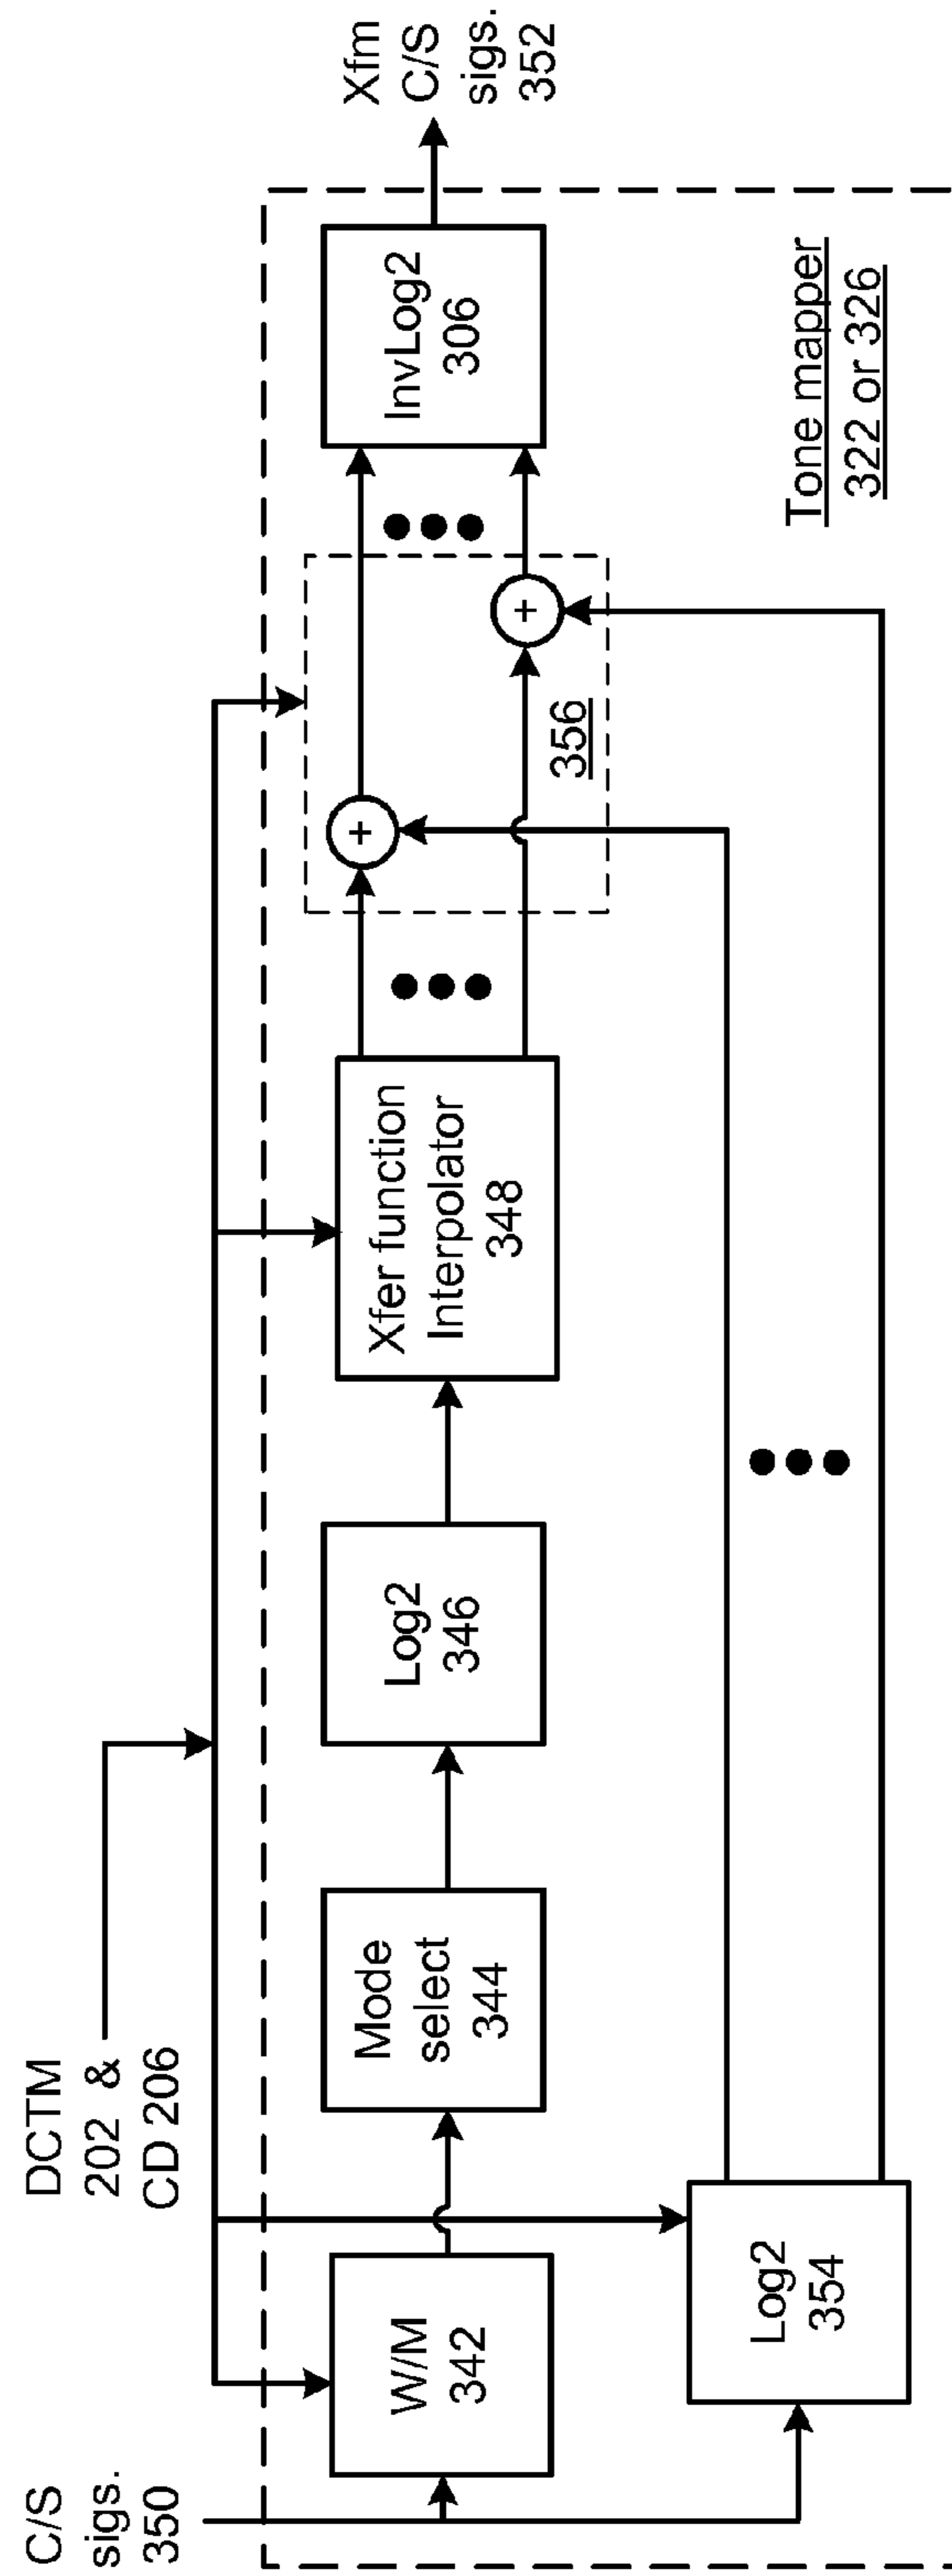 C/S
sigs.
350
DCTM
202 &
CD 206
W/M
342
Mode
select
344
Log2
346
Xfer function
Interpolator
348
+
+
356
InvLog2
306
Xfm
C/S
sigs.
352
Log2
354
Tone mapper
322 or 326